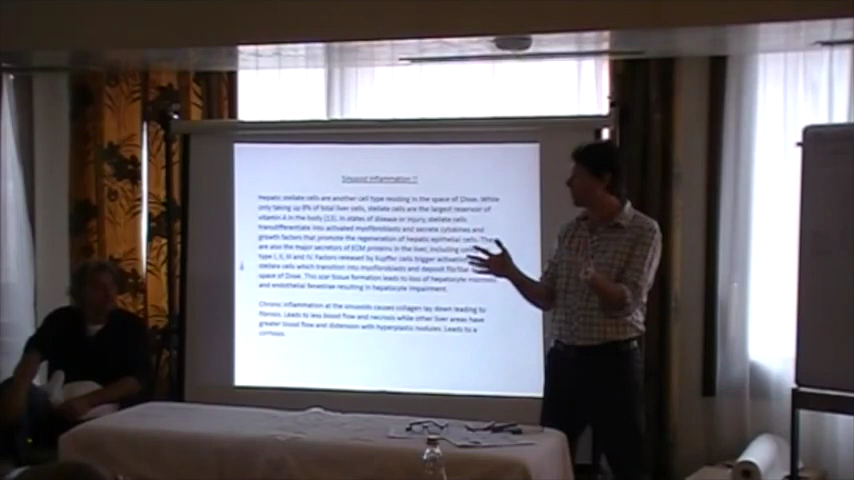 Sinusoid Inflammation !!
Hepatic stellate cells are another cell type residing in the space of Disse. While
only taking up 8% of total liver cells, stellate cells are the largest reservoir of
vitamin A in the body (13). In states of disease or injury, stellate cells
transdifferentiate into activated myofibroblasts and secrete cytokines and
growth factors that promote the regeneration of hepatic epithelial cells. The
are also the major secretors of ECM proteins in the liver, including
type I, II, III and IV. Factors released by Kupffer cells trigger
stellate cells which transition into myofibroblasts and deposit
space of Disse. This scar tissue formation leads to loss of hepatocyte
and endothelial fenestrae resulting in hepatocyte impairment.
Chronic inflammation at the sinusoids causes collagen lay down leading to
fibrosis. Leads to less blood flow and necrosis while other liver areas have
greater blood flow and distension with hyperplastic nodules. Leads to a
cirrhosis.